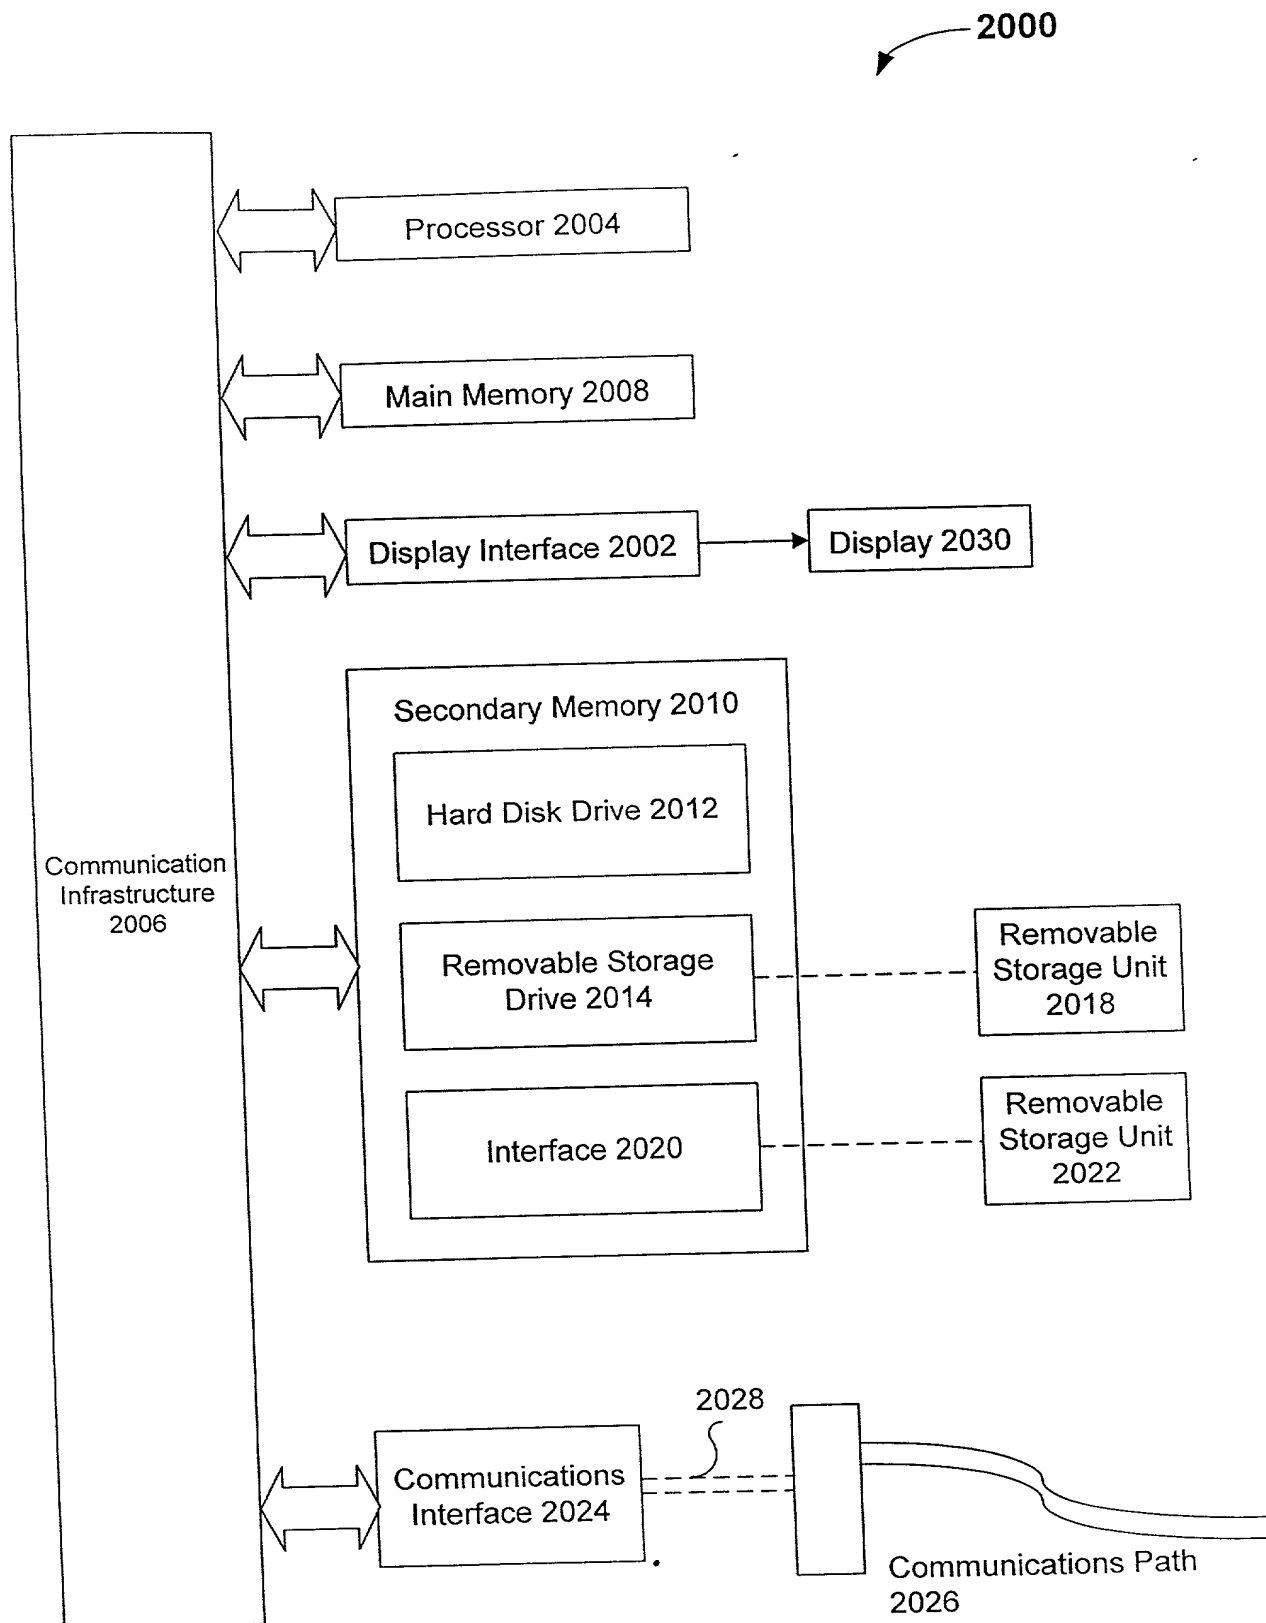 2000
Processor 2004
Main Memory 2008
Display Interface 2002
Display 2030
Secondary Memory 2010
Hard Disk Drive 2012
Communication
Infrastructure
2006
Removable Storage
Drive 2014
Removable
Storage Unit
2018
Interface 2020
Removable
Storage Unit
2022
2028
Communications
Interface 2024
Communications Path
2026